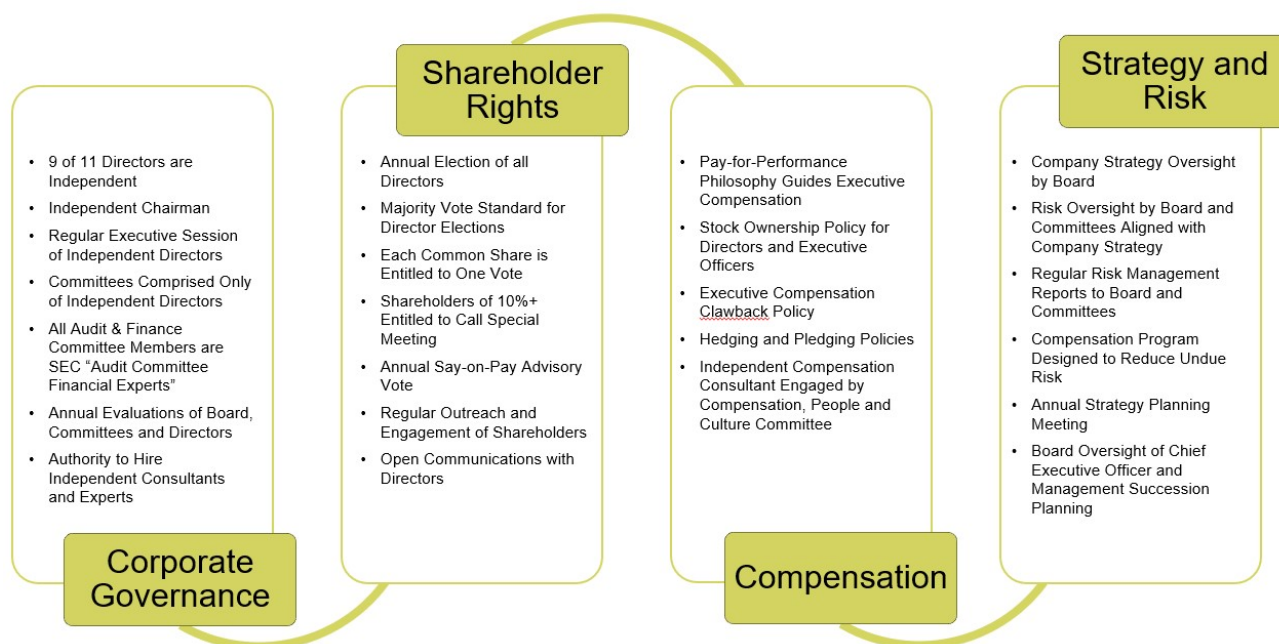 • 9 of 11 Directors are
Independent
• Independent Chairman
• Regular Executive Session
of Independent Directors
• Committees Comprised Only
of Independent Directors
• All Audit & Finance
Committee Members are
SEC “Audit Committee
Financial Experts”
• Annual Evaluations of Board,
Committees and Directors
• Authority to Hire
Independent Consultants
and Experts
Corporate
Governance
Shareholder
Rights
• Annual Election of all
Directors
• Majority Vote Standard for
Director Elections
• Each Common Share is
Entitled to One Vote
• Shareholders of 10%+
Entitled to Call Special
Meeting
• Annual Say-on-Pay Advisory
Vote
• Regular Outreach and
Engagement of Shareholders
• Open Communications with
Directors
• Pay-for-Performance
Philosophy Guides Executive
Compensation
• Stock Ownership Policy for
Directors and Executive
Officers
• Executive Compensation
Clawback Policy
• Hedging and Pledging Policies
• Independent Compensation
Consultant Engaged by
Compensation, People and
Culture Committee
Compensation
Strategy and
Risk
• Company Strategy Oversight
by Board
• Risk Oversight by Board and
Committees Aligned with
Company Strategy
• Regular Risk Management
Reports to Board and
Committees
• Compensation Program
Designed to Reduce Undue
Risk
• Annual Strategy Planning
Meeting
• Board Oversight of Chief
Executive Officer and
Management Succession
Planning